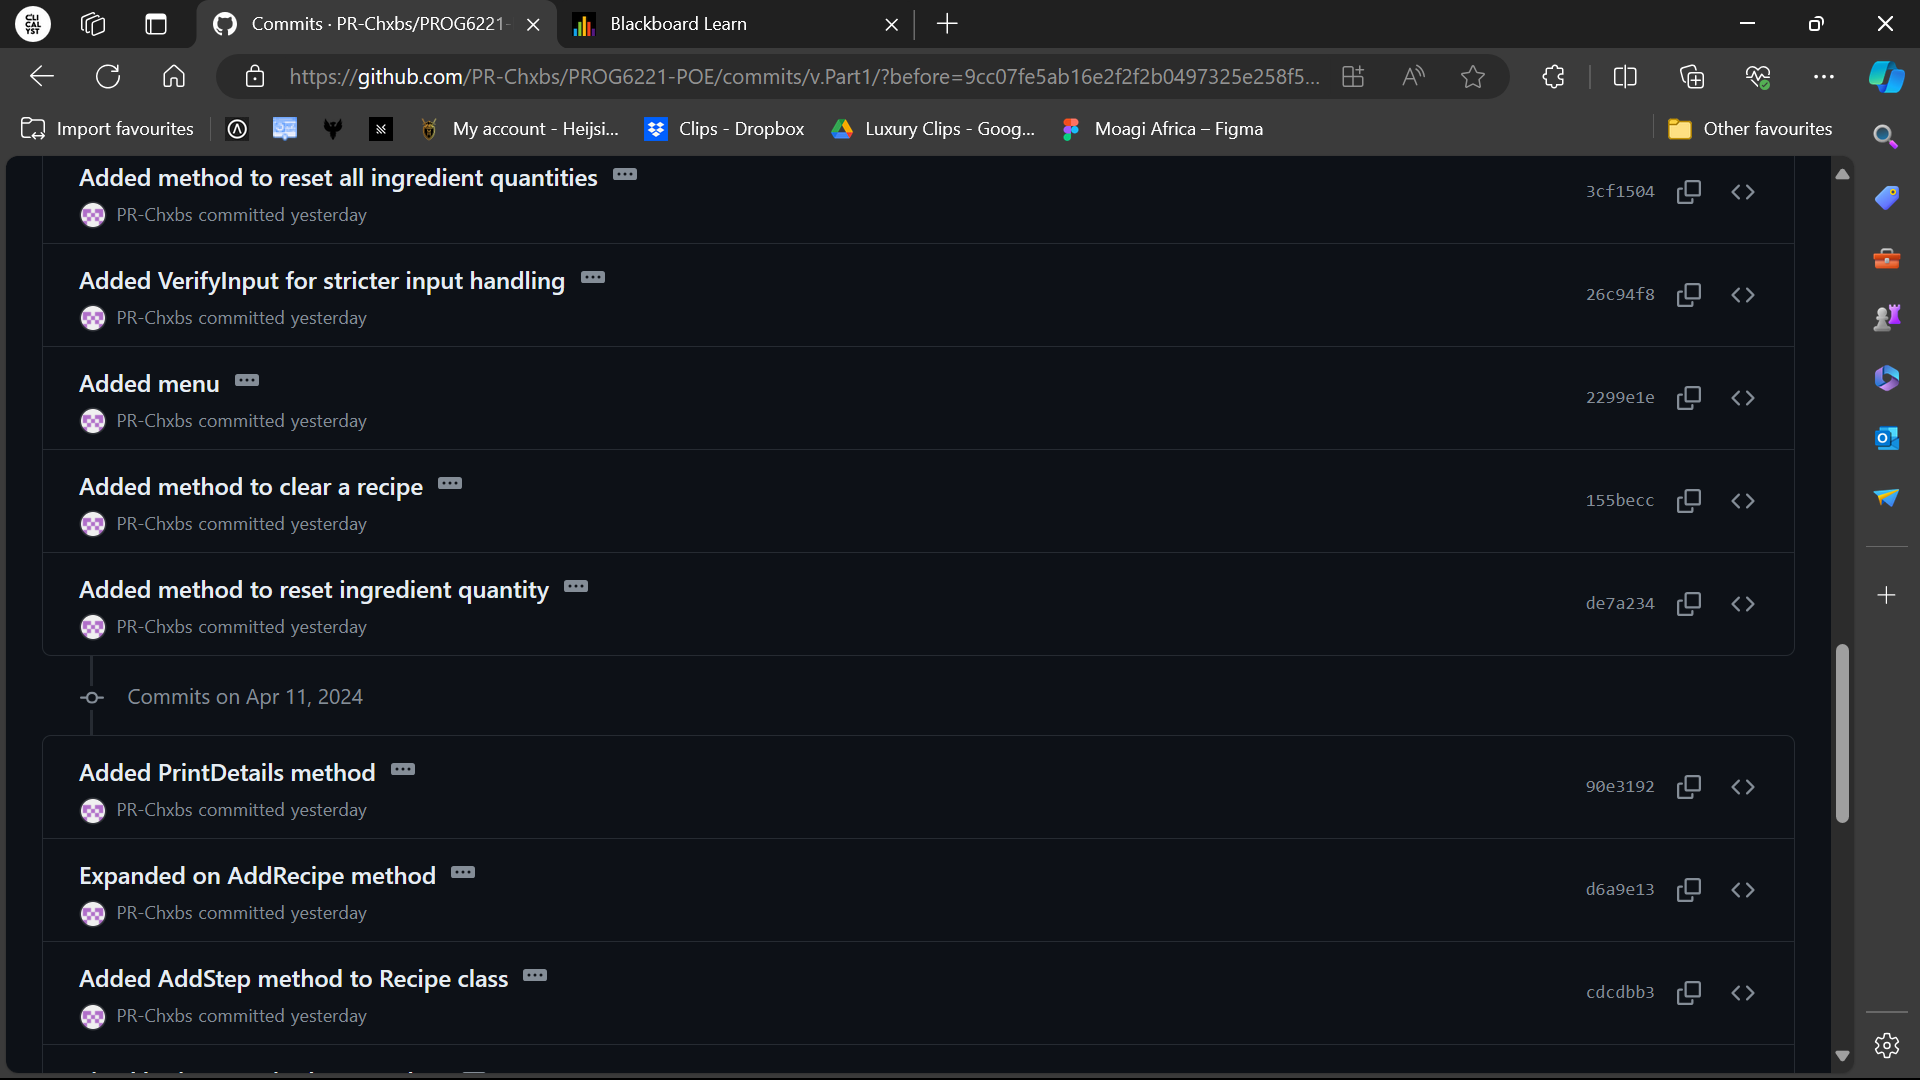 Commits · PR-Chxbs/PROG6221-
Blackboard Learn
https://github.com/PR-Chxbs/PROG6221-POE/commits/v.Part1/?before=9cc07fe5ab16e2f2f2b0497325e258f5...
Import favourites
My account - Heijsi...
Clips - Dropbox
Luxury Clips - Goog...
Moagi Africa – Figma
Other favourites
Added method to reset all ingredient quantities
PR-Chxbs committed yesterday
3cf1504
Added VerifyInput for stricter input handling
PR-Chxbs committed yesterday
26c94f8
Added menu
PR-Chxbs committed yesterday
2299e1e
Added method to clear a recipe
PR-Chxbs committed yesterday
155becc
Added method to reset ingredient quantity
PR-Chxbs committed yesterday
de7a234
Commits on Apr 11, 2024
Added PrintDetails method
PR-Chxbs committed yesterday
90e3192
Expanded on AddRecipe method
PR-Chxbs committed yesterday
d6a9e13
Added AddStep method to Recipe class
PR-Chxbs committed yesterday
cdcdbb3